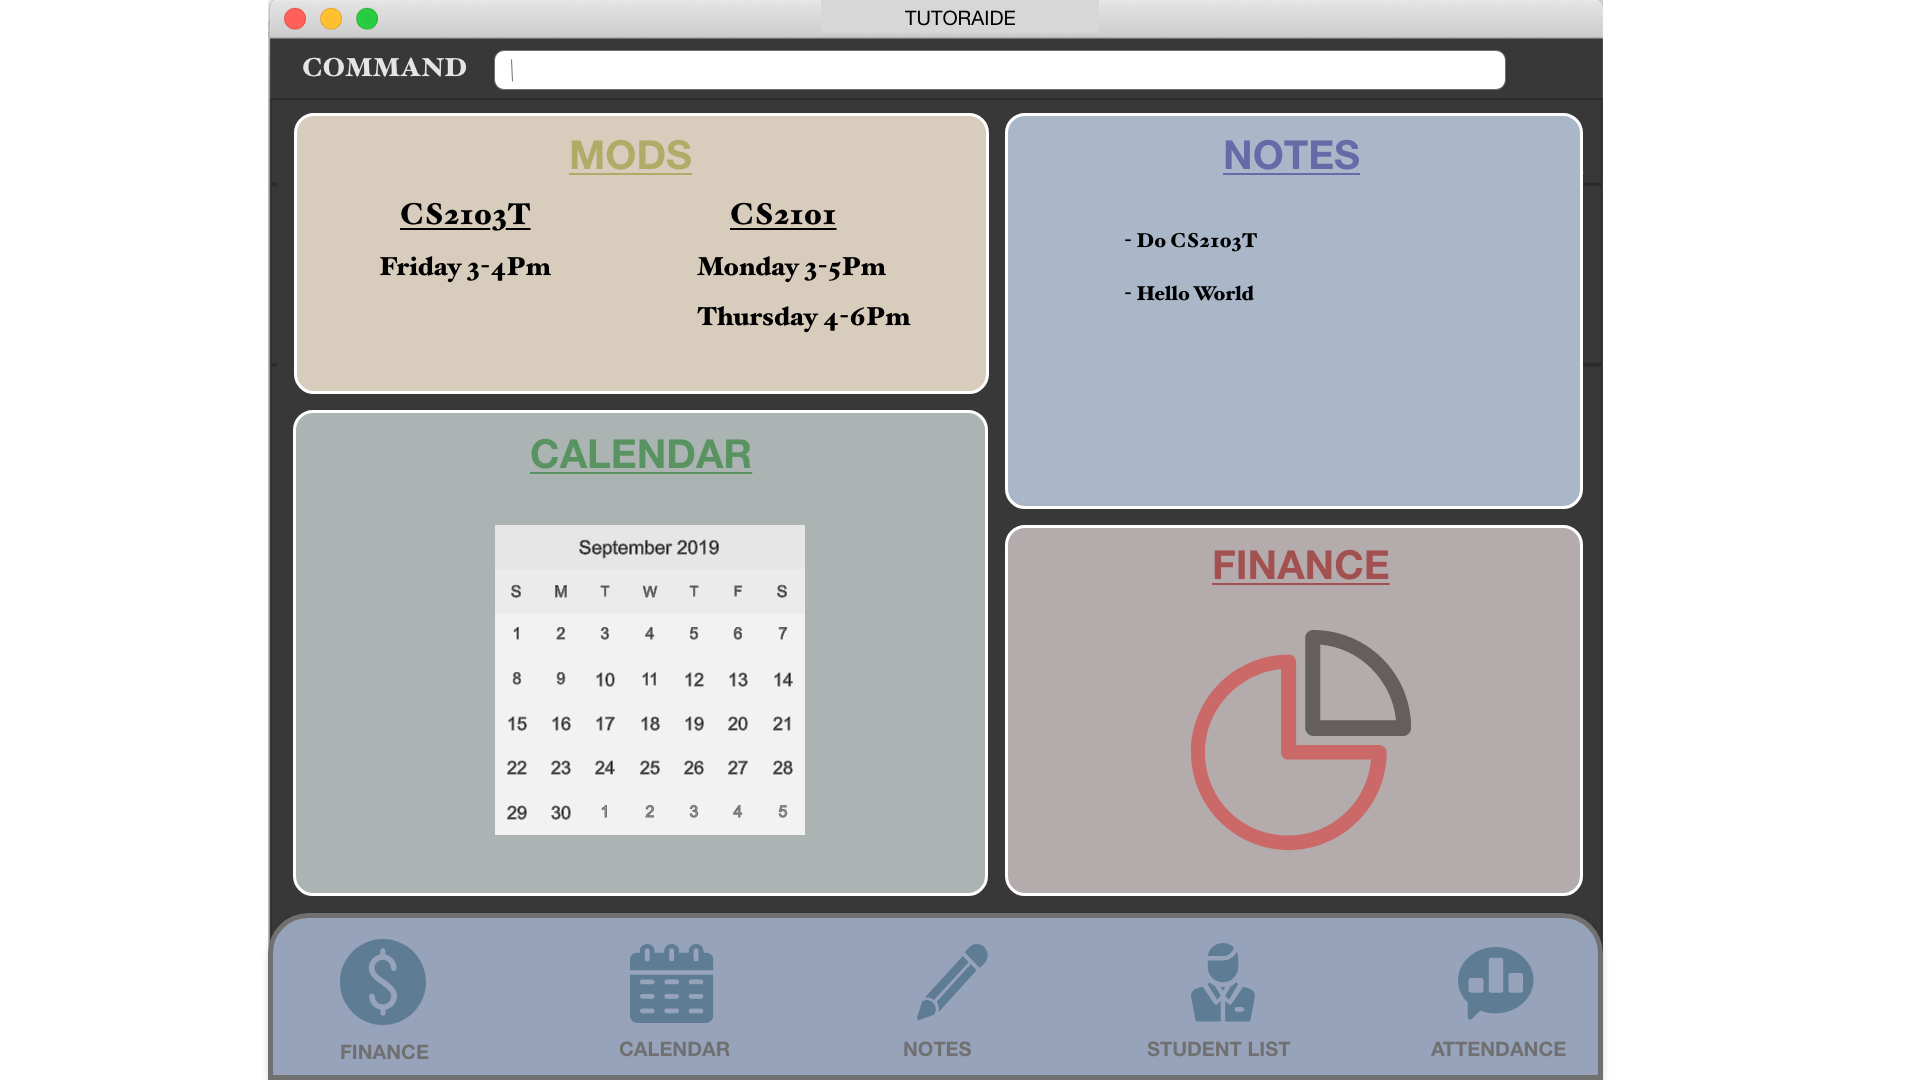 TUTORAIDE
COMMAND
MODS
CS2103T
Friday 3-4Pm
CS2101
Monday 3-5Pm
Thursday 4-6Pm
NOTES
- Do CS2103T
- Hello World
CALENDAR
September 2019
S M T W T F S
1 2 3 4 5 6 7
8 9 10 11 12 13 14
15 16 17 18 19 20 21
22 23 24 25 26 27 28
29 30 1 2 3 4 5
FINANCE
$
FINANCE
CALENDAR
NOTES
STUDENT LIST
ATTENDANCE